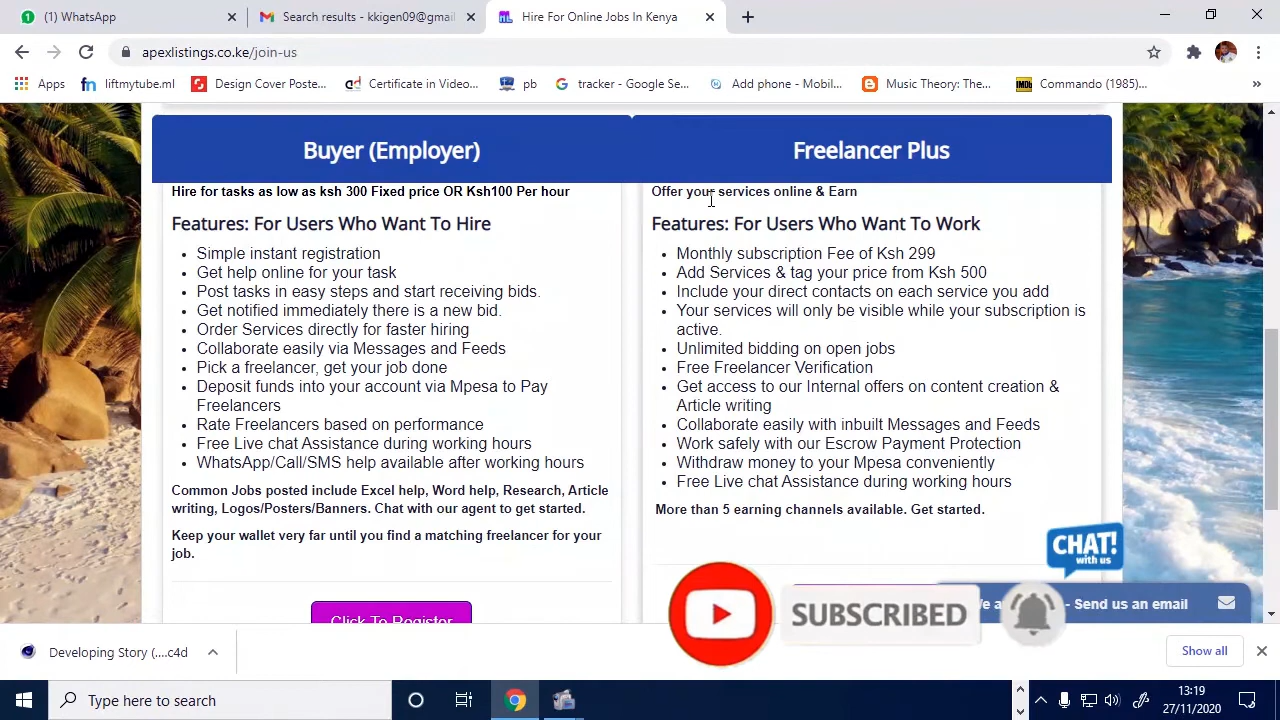 (1) WhatsApp
Search results - kkigen09@gmail
Hire For Online Jobs In Kenya
apexlistings.co.ke/join-us
Apps
fn liftmytube.ml
Design Cover Poste...
Certificate in Video...
pb
tracker - Google Se...
Add phone - Mobil...
Music Theory: The...
IMDb Commando (1985)...
»
Buyer (Employer)
Hire for tasks as low as ksh 300 Fixed price OR Ksh100 Per hour
Features: For Users Who Want To Hire
• Simple instant registration
• Get help online for your task
• Post tasks in easy steps and start receiving bids.
• Get notified immediately there is a new bid.
• Order Services directly for faster hiring
• Collaborate easily via Messages and Feeds
• Pick a freelancer, get your job done
• Deposit funds into your account via Mpesa to Pay
Freelancers
• Rate Freelancers based on performance
• Free Live chat Assistance during working hours
• WhatsApp/Call/SMS help available after working hours
Common Jobs posted include Excel help, Word help, Research, Article
writing, Logos/Posters/Banners. Chat with our agent to get started.
Keep your wallet very far until you find a matching freelancer for your
job.
Click To Register
Freelancer Plus
Offer your services online & Earn
Features: For Users Who Want To Work
• Monthly subscription Fee of Ksh 299
• Add Services & tag your price from Ksh 500
• Include your direct contacts on each service you add
• Your services will only be visible while your subscription is
active.
• Unlimited bidding on open jobs
• Free Freelancer Verification
• Get access to our Internal offers on content creation &
Article writing
• Collaborate easily with inbuilt Messages and Feeds
• Work safely with our Escrow Payment Protection
• Withdraw money to your Mpesa conveniently
• Free Live chat Assistance during working hours
More than 5 earning channels available. Get started.
CHAT!
with us
- Send us an email
SUBSCRIBED
Developing Story (....c4d
Show all
Type here to search
13:19
27/11/2020